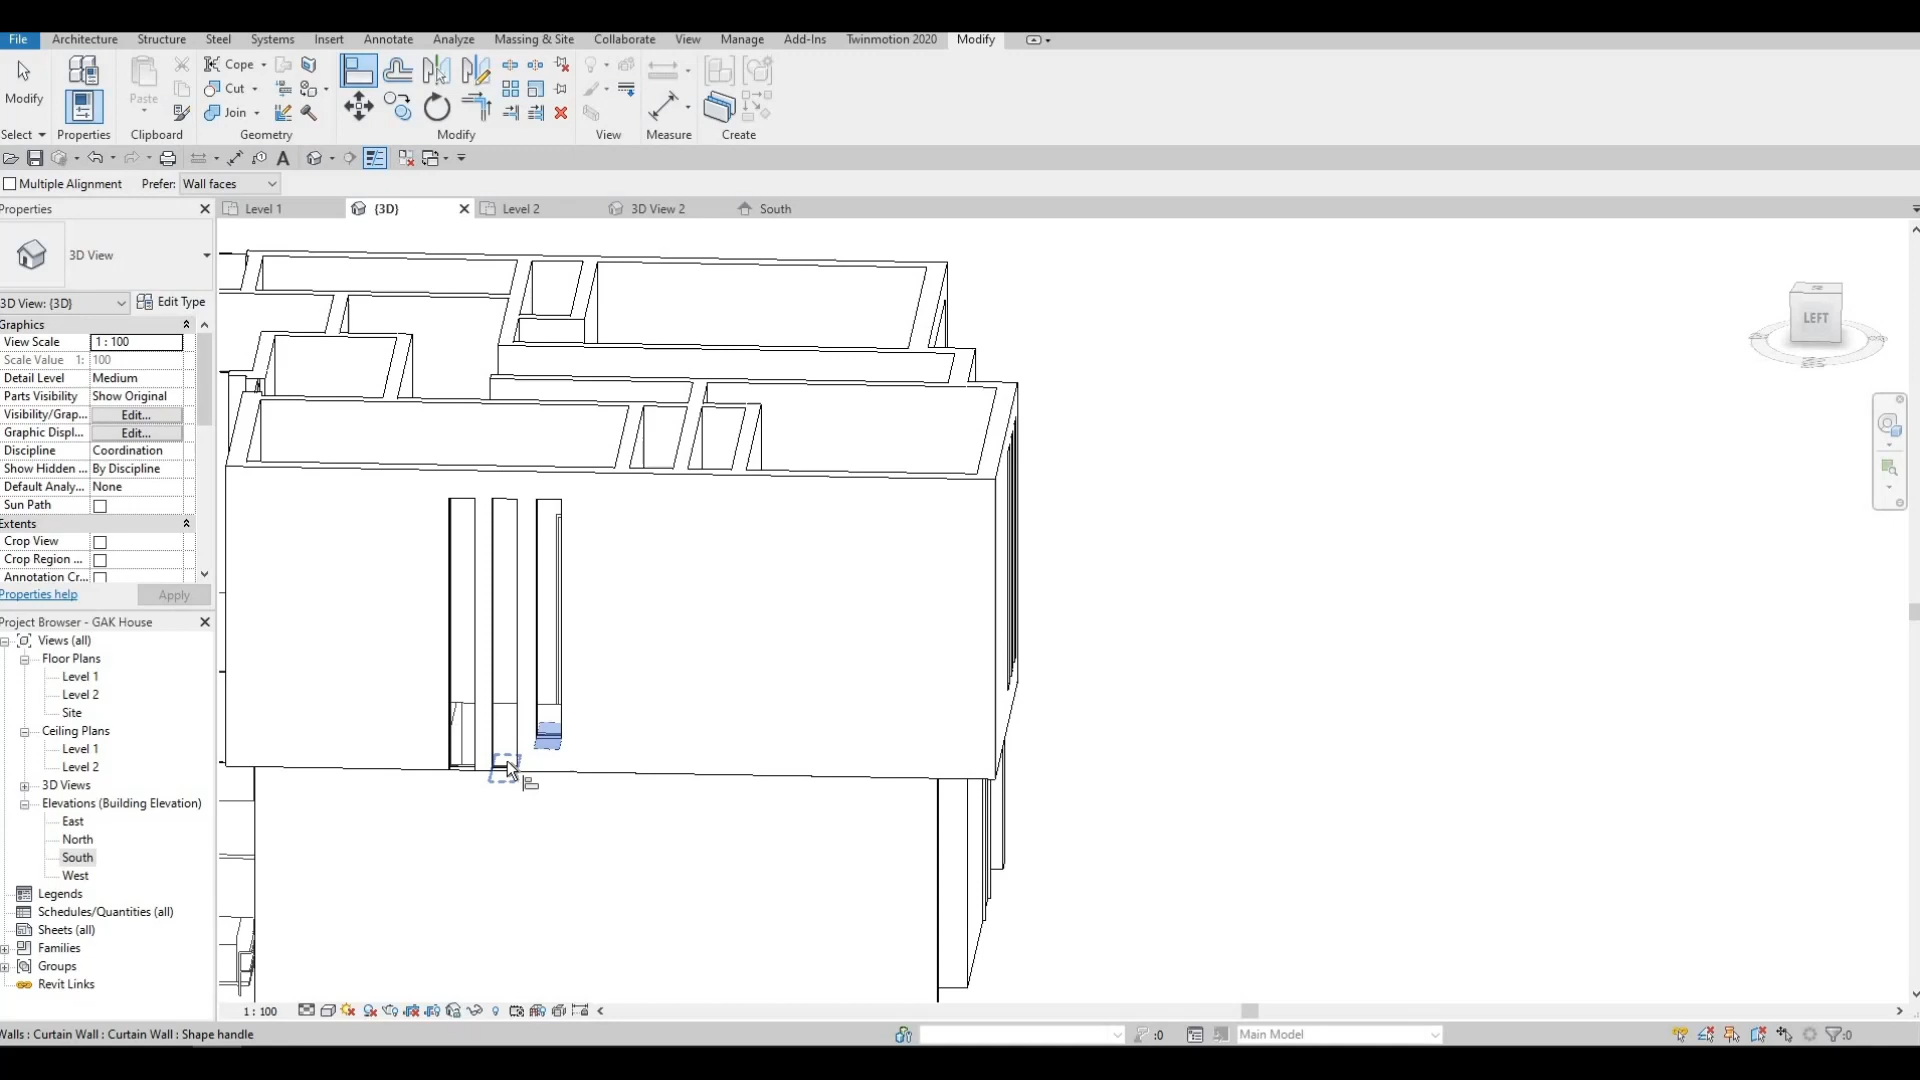 File Architecture Structure Steel Systems Insert Annotate Analyze Massing & Site Collaborate View Manage Add-Ins Twinmotion 2020 Modify
Modify
Paste
Cope
Cut
Join
Select Properties Clipboard Geometry Modify View Measure Create
Multiple Alignment Prefer: Wall faces
Properties
Level 1 {3D} Level 2 3D View 2 South
3D View
3D View: {3D} Edit Type
Graphics
View Scale 1 : 100
Scale Value 1: 100
Detail Level Medium
Parts Visibility Show Original
Visibility/Grap... Edit...
Graphic Displ... Edit...
Discipline Coordination
Show Hidden ... By Discipline
Default Analy... None
Sun Path
Extents
Crop View
Crop Region ...
Annotation Cr...
Properties help Apply
Project Browser - GAK House
Views (all)
Floor Plans
Level 1
Level 2
Site
Ceiling Plans
Level 1
Level 2
3D Views
Elevations (Building Elevation)
East
North
South
West
Legends
Schedules/Quantities (all)
Sheets (all)
Families
Groups
Revit Links
LEFT
1 : 100
Walls : Curtain Wall : Curtain Wall : Shape handle
:0
Main Model
:0